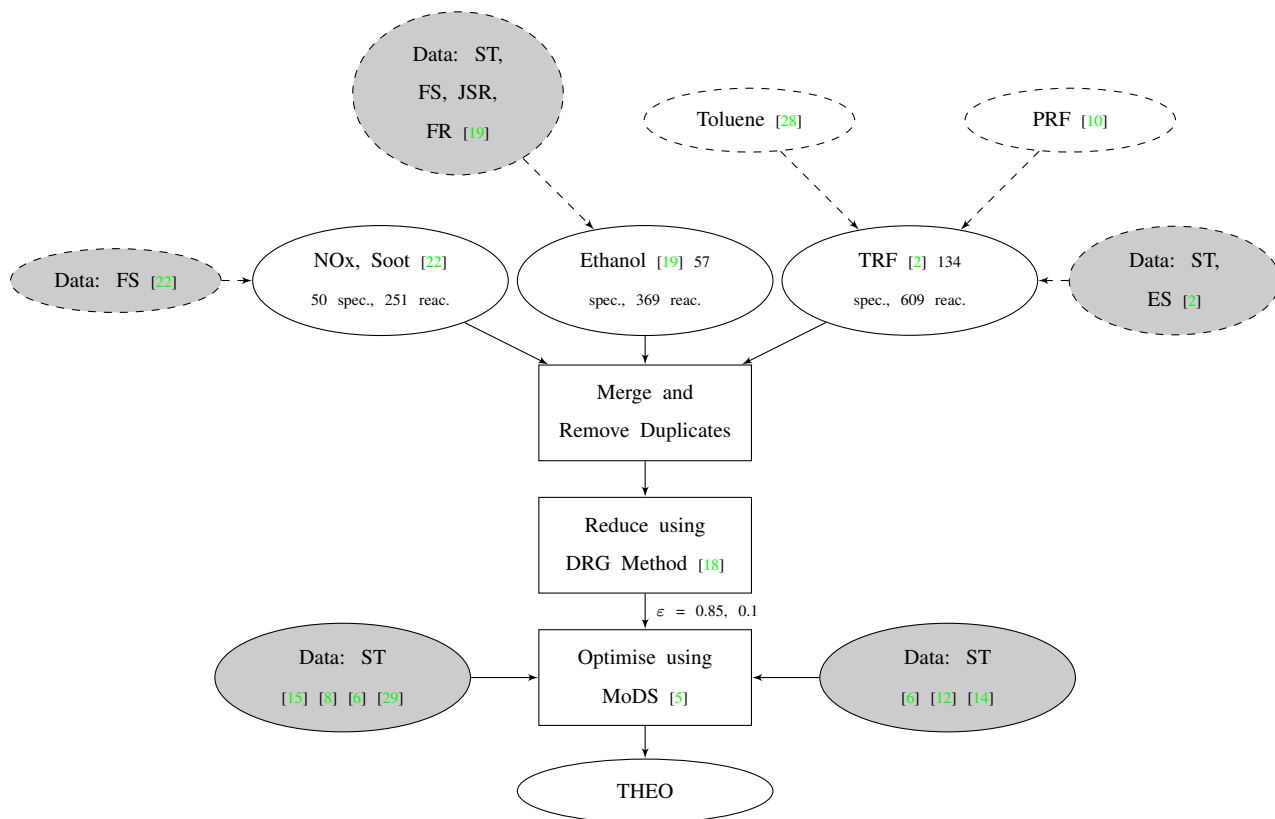 Data: ST,
FS, JSR,
FR [19]
Toluene [28]
PRF [10]
Data: FS [22]
NOx, Soot [22]
50 spec., 251 reac.
Ethanol [19] 57
spec., 369 reac.
TRF [2] 134
spec., 609 reac.
Data: ST,
ES [2]
Merge and
Remove Duplicates
Reduce using
DRG Method [18]
ε = 0.85, 0.1
Data: ST
[15] [8] [6] [29]
Optimise using
MoDS [5]
Data: ST
[6] [12] [14]
THEO